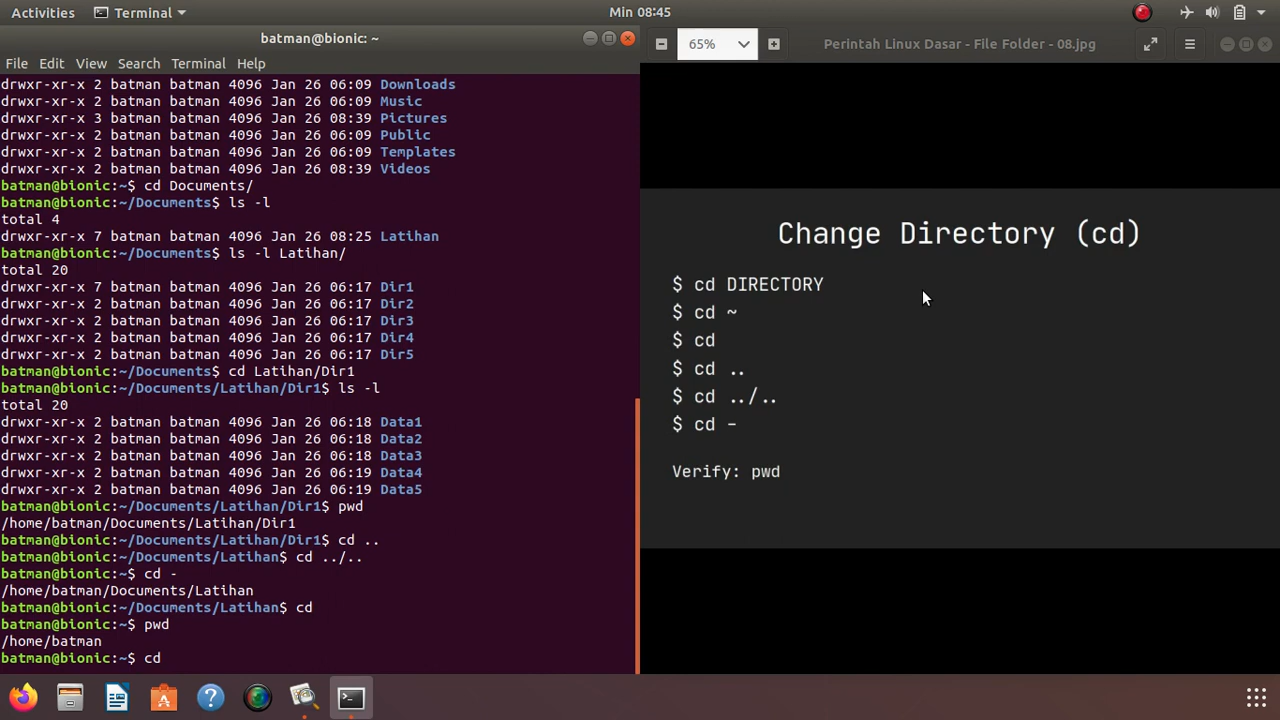 Activities
Terminal
Min 08:45
batman@bionic: ~
File Edit View Search Terminal Help
drwxr-xr-x 2 batman batman 4096 Jan 26 06:09 Downloads
drwxr-xr-x 2 batman batman 4096 Jan 26 06:09 Music
drwxr-xr-x 3 batman batman 4096 Jan 26 08:39 Pictures
drwxr-xr-x 2 batman batman 4096 Jan 26 06:09 Public
drwxr-xr-x 2 batman batman 4096 Jan 26 06:09 Templates
drwxr-xr-x 2 batman batman 4096 Jan 26 08:39 Videos
batman@bionic:~$ cd Documents/
batman@bionic:~/Documents$ ls -l
total 4
drwxr-xr-x 7 batman batman 4096 Jan 26 08:25 Latihan
batman@bionic:~/Documents$ ls -l Latihan/
total 20
drwxr-xr-x 7 batman batman 4096 Jan 26 06:17 Dir1
drwxr-xr-x 2 batman batman 4096 Jan 26 06:17 Dir2
drwxr-xr-x 2 batman batman 4096 Jan 26 06:17 Dir3
drwxr-xr-x 2 batman batman 4096 Jan 26 06:17 Dir4
drwxr-xr-x 2 batman batman 4096 Jan 26 06:17 Dir5
batman@bionic:~/Documents$ cd Latihan/Dir1
batman@bionic:~/Documents/Latihan/Dir1$ ls -l
total 20
drwxr-xr-x 2 batman batman 4096 Jan 26 06:18 Data1
drwxr-xr-x 2 batman batman 4096 Jan 26 06:18 Data2
drwxr-xr-x 2 batman batman 4096 Jan 26 06:18 Data3
drwxr-xr-x 2 batman batman 4096 Jan 26 06:19 Data4
drwxr-xr-x 2 batman batman 4096 Jan 26 06:19 Data5
batman@bionic:~/Documents/Latihan/Dir1$ pwd
/home/batman/Documents/Latihan/Dir1
batman@bionic:~/Documents/Latihan/Dir1$ cd ..
batman@bionic:~/Documents/Latihan$ cd ../..
batman@bionic:~$ cd -
/home/batman/Documents/Latihan
batman@bionic:~/Documents/Latihan$ cd
batman@bionic:~$ pwd
/home/batman
batman@bionic:~$ cd
65%
Perintah Linux Dasar - File Folder - 08.jpg
Change Directory (cd)
$ cd DIRECTORY
$ cd ~
$ cd
$ cd ..
$ cd ../..
$ cd -
Verify: pwd